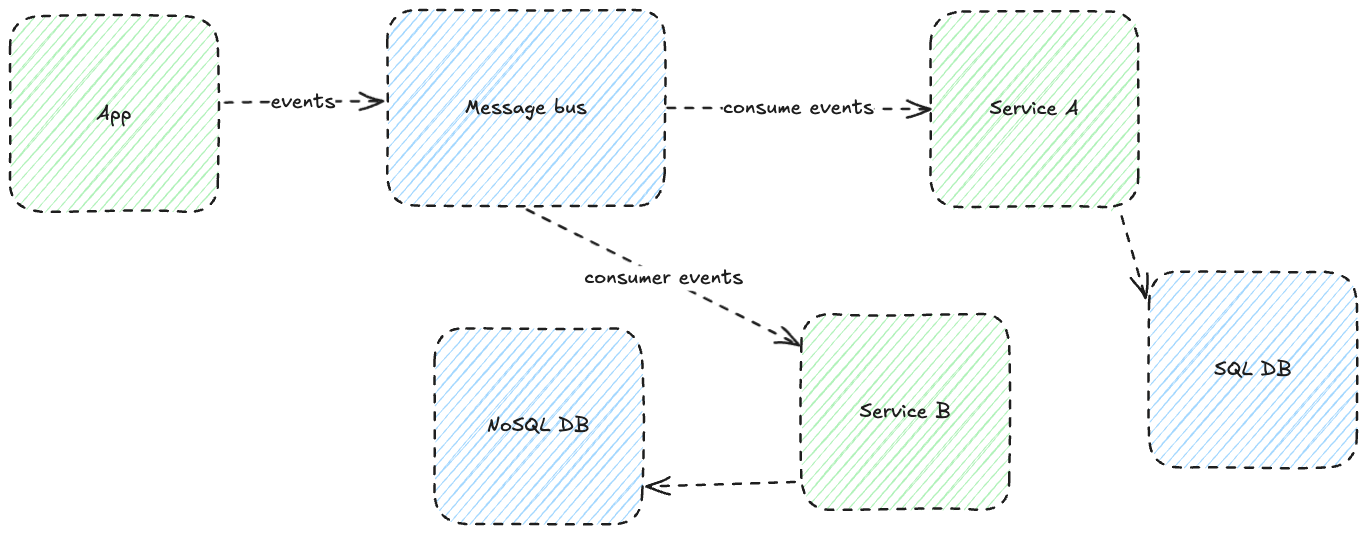 App
events
Message bus
consume events
Service A
consumer events
SQL DB
Service B
NoSQL DB